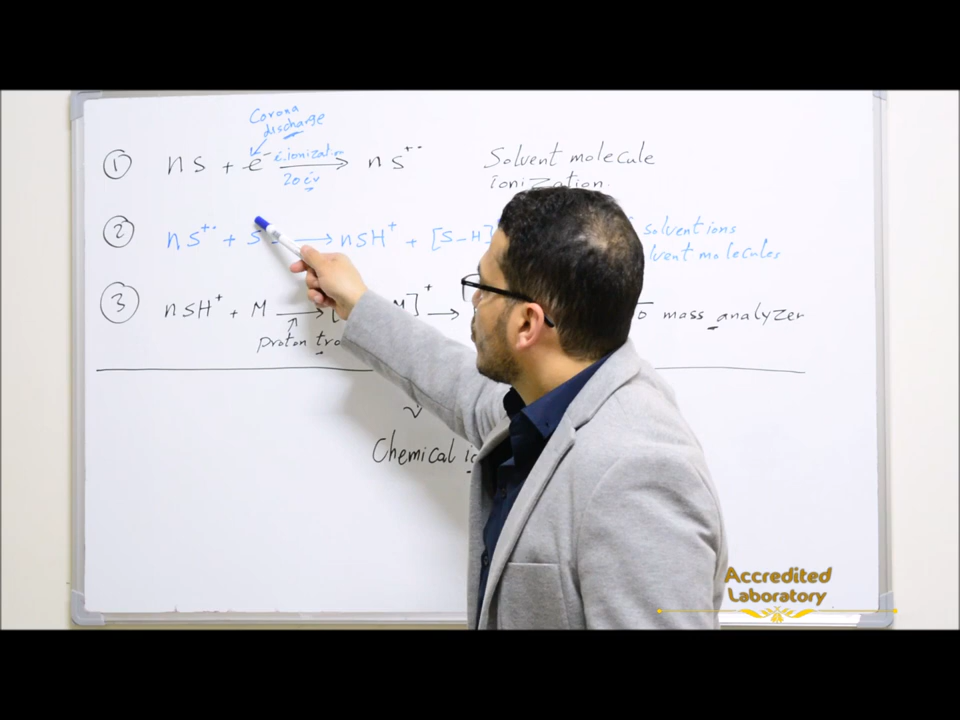 Corona
discharge
① nS + e⁻ i.ionization → nS⁺· Solvent molecule
20 ev ionization
② nS⁺· + S → nSH⁺ + [S-H] solvent ions
lvent molecules
③ nSH⁺ + M → [ M]⁺ → to mass analyzer
proton
Chemical
Accredited
Laboratory